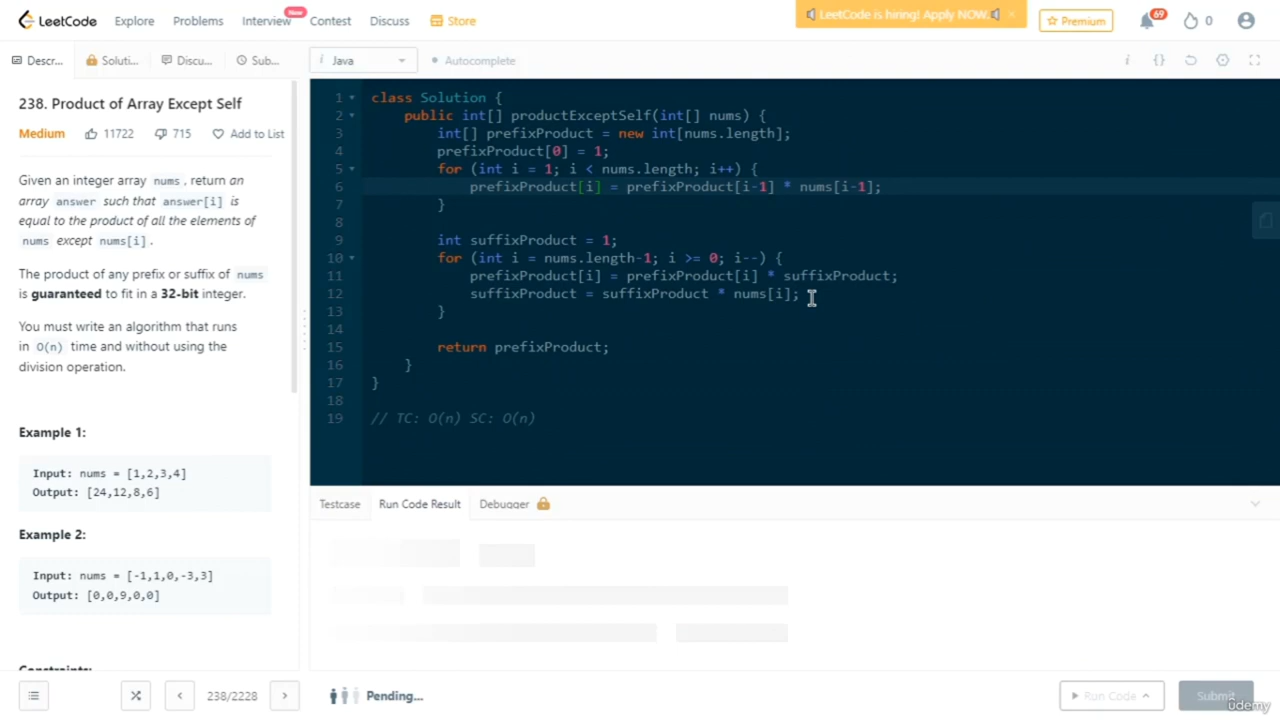 LeetCode Explore Problems Interview New Contest Discuss Store LeetCode is hiring! Apply NOW. Premium 69 0
Descr... Soluti... Discu... Sub... i Java Autocomplete i {}
238. Product of Array Except Self
Medium 11722 715 Add to List
Given an integer array nums, return an
array answer such that answer[i] is
equal to the product of all the elements of
nums except nums[i].
The product of any prefix or suffix of nums
is guaranteed to fit in a 32-bit integer.
You must write an algorithm that runs
in O(n) time and without using the
division operation.
Example 1:
Input: nums = [1,2,3,4]
Output: [24,12,8,6]
Example 2:
Input: nums = [-1,1,0,-3,3]
Output: [0,0,9,0,0]
Constraints:
238/2228
1 class Solution {
2 public int[] productExceptSelf(int[] nums) {
3 int[] prefixProduct = new int[nums.length];
4 prefixProduct[0] = 1;
5 for (int i = 1; i < nums.length; i++) {
6 prefixProduct[i] = prefixProduct[i-1] * nums[i-1];
7 }
8
9 int suffixProduct = 1;
10 for (int i = nums.length-1; i >= 0; i--) {
11 prefixProduct[i] = prefixProduct[i] * suffixProduct;
12 suffixProduct = suffixProduct * nums[i];
13 }
14
15 return prefixProduct;
16 }
17 }
18
19 // TC: O(n) SC: O(n)
Testcase Run Code Result Debugger
Pending... Run Code Submit
ûdemy